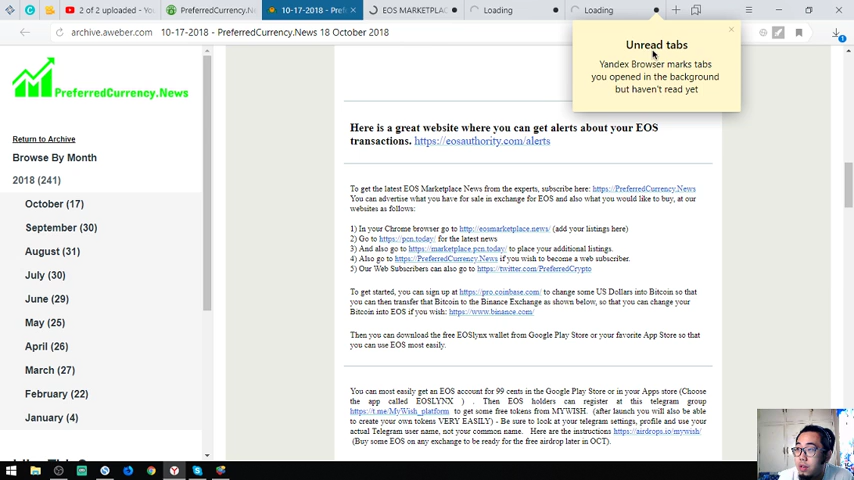 2 of 2 uploaded - Yo
PreferredCurrency.N
10-17-2018 - Prefe
EOS MARKETPLAC
Loading
Loading
archive.aweber.com
10-17-2018 - PreferredCurrency.News 18 October 2018
Unread tabs
Yandex Browser marks tabs
you opened in the background
but haven't read yet
PreferredCurrency.News
Return to Archive
Browse By Month
2018 (241)
October (17)
September (30)
August (31)
July (30)
June (29)
May (25)
April (26)
March (27)
February (22)
January (4)
Here is a great website where you can get alerts about your EOS
transactions. https://eosauthority.com/alerts
To get the latest EOS Marketplace News from the experts, subscribe here: https://PreferredCurrency.News
You can advertise what you have for sale in exchange for EOS and also what you would like to buy, at our
websites as follows:
1) In your Chrome browser go to http://eosmarketplace.news/ (add your listings here)
2) Go to https://pcn.today/ for the latest news
3) And also go to https://marketplace.pcn.today/ to place your additional listings.
4) Also go to https://PreferredCurrency.News if you wish to become a web subscriber.
5) Our Web Subscribers can also go to https://twitter.com/PreferredCrypto
To get started, you can sign up at https://pro.coinbase.com/ to change some US Dollars into Bitcoin so that
you can then transfer that Bitcoin to the Binance Exchange as shown below, so that you can change your
Bitcoin into EOS if you wish: https://www.binance.com/
Then you can download the free EOSlynx wallet from Google Play Store or your favorite App Store so that
you can use EOS most easily.
You can most easily get an EOS account for 99 cents in the Google Play Store or in your Apps store (Choose
the app called EOSLYNX ) . Then EOS holders can register at this telegram group
https://t.me/MyWish_platform to get some free tokens from MYWISH. (after launch you will also be able
to create your own tokens VERY EASILY) - Be sure to look at your telegram settings, profile and use your
actual Telegram user name, not your common name. Here are the instructions https://airdrops.io/mywish/
(Buy some EOS on any exchange to be ready for the free airdrop later in OCT).